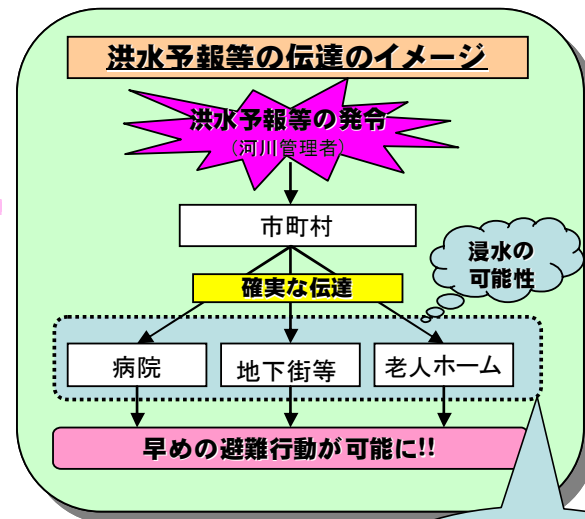 洪水予報等の伝達のイメージ
洪水予報等の発令
(河川管理者)
市町村
浸水の
可能性
確実な伝達
病院
地下街等
老人ホーム
早めの避難行動が可能に!!